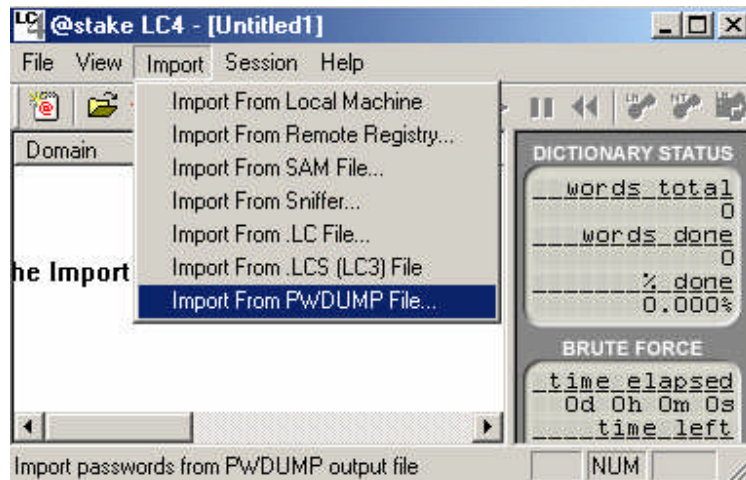 @stake LC4 - [Untitled1]
File View Import Session Help
Import From Local Machine
Import From Remote Registry...
Import From SAM File...
Import From Sniffer...
Import From .LC File...
Import From .LCS (LC3) File
Import From PWDUMP File...
Domain
he Import
DICTIONARY STATUS
words total
0
words done
0
% done
0.000%
BRUTE FORCE
time elapsed
0d 0h 0m 0s
time left
Import passwords from PWDUMP output file
NUM